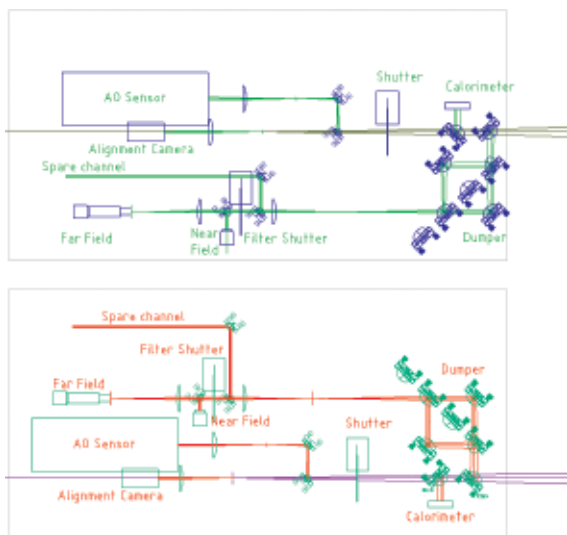 Shutter
Calorimeter
AO Sensor
Alignment Camera
Spare channel
Far Field
Near
Field
Filter Shutter
Dumper
Spare channel
Filter Shutter
Dumper
Far Field
Near Field
Shutter
AO Sensor
Alignment Camera
Calorimeter